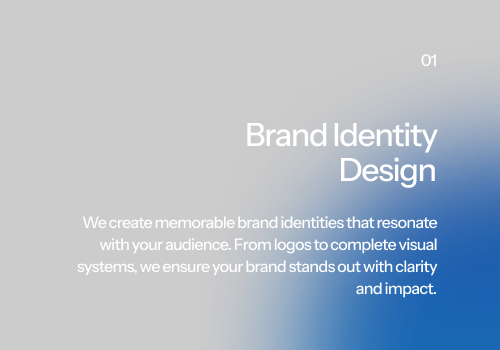 01
Brand Identity
Design
We create memorable brand identities that resonate
with your audience. From logos to complete visual
systems, we ensure your brand stands out with clarity
and impact.